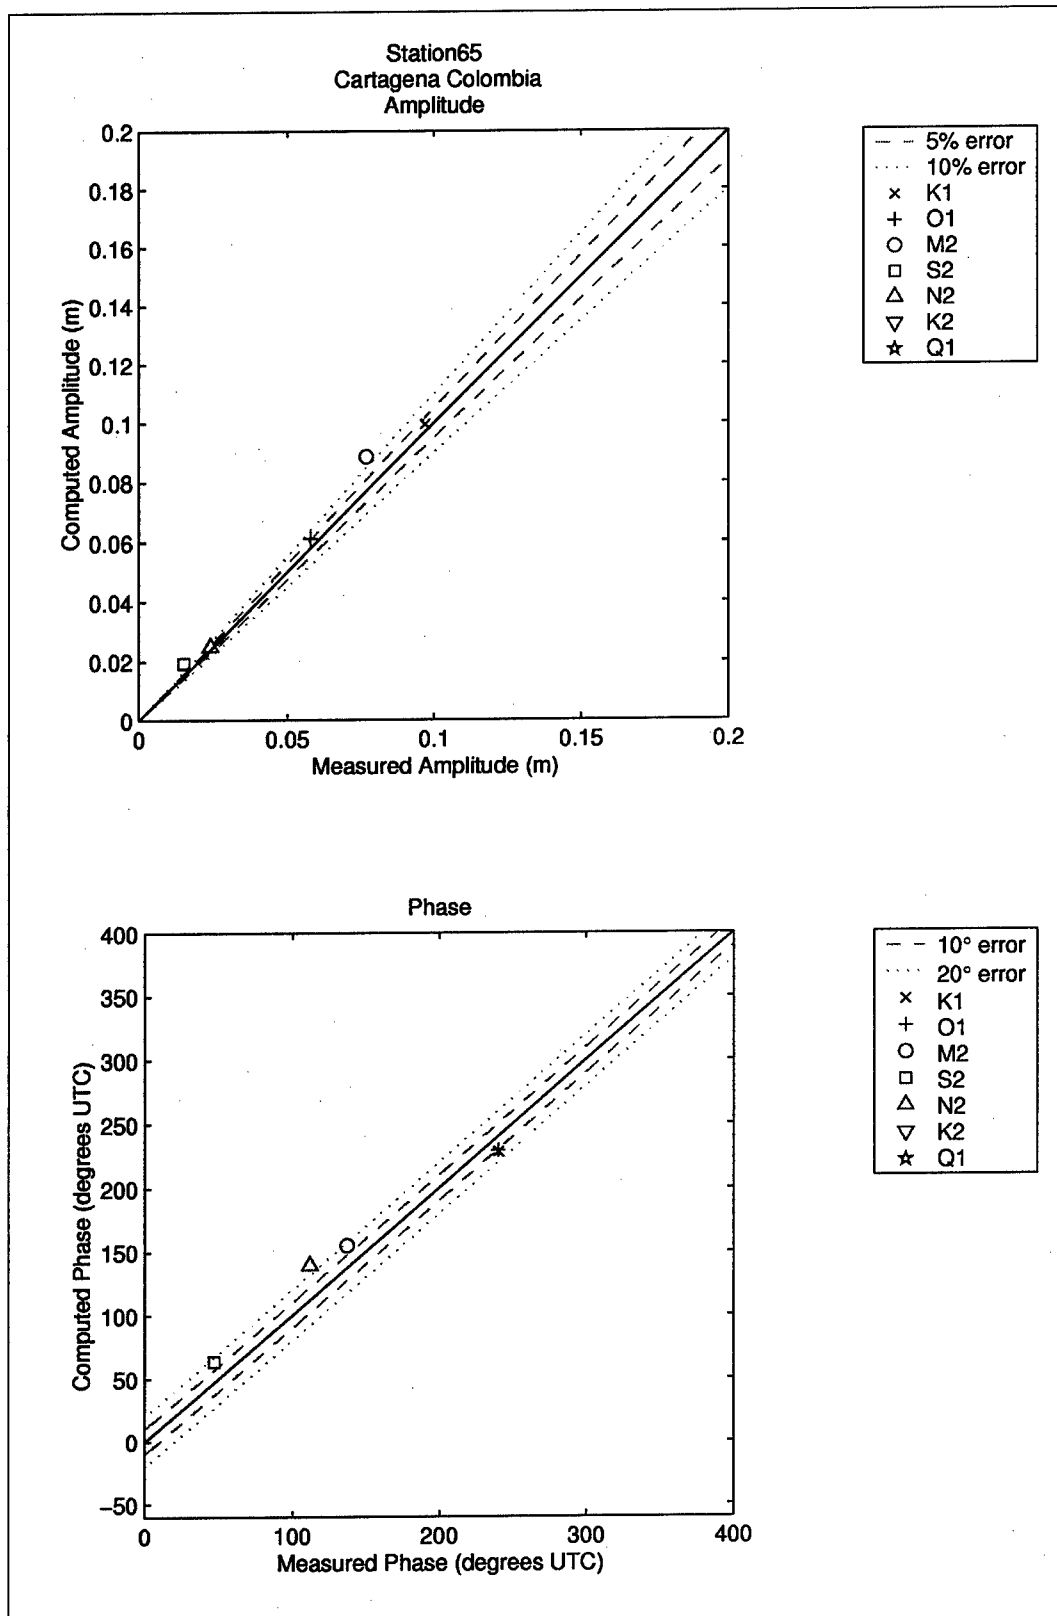 Station65
Cartagena Colombia
Amplitude
0.2
0.18
0.16
0.14
0.12
0.1
0.08
0.06
0.04
0.02
0
Computed Amplitude (m)
0
0.05
0.1
0.15
0.2
Measured Amplitude (m)
5% error
10% error
K1
O1
M2
S2
N2
K2
Q1
Phase
400
350
300
250
200
150
100
50
0
−50
Computed Phase (degrees UTC)
0
100
200
300
400
Measured Phase (degrees UTC)
10° error
20° error
K1
O1
M2
S2
N2
K2
Q1